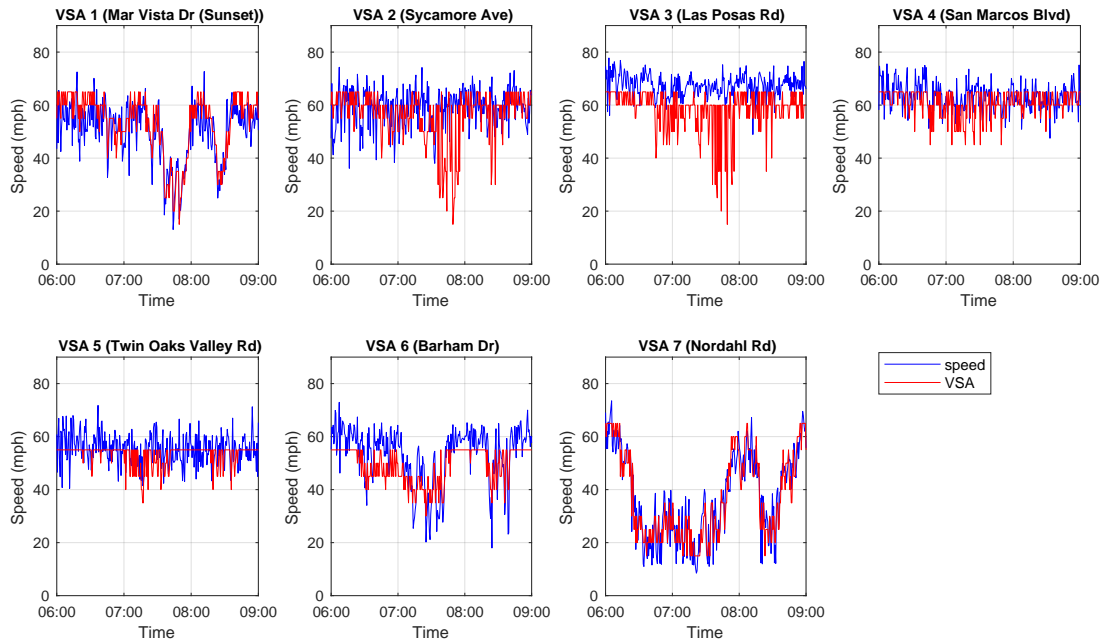 VSA 1 (Mar Vista Dr (Sunset))
VSA 2 (Sycamore Ave)
VSA 3 (Las Posas Rd)
VSA 4 (San Marcos Blvd)
80
60
40
20
0
Speed (mph)
06:00 07:00 08:00 09:00
Time
80
60
40
20
0
Speed (mph)
06:00 07:00 08:00 09:00
Time
80
60
40
20
0
Speed (mph)
06:00 07:00 08:00 09:00
Time
80
60
40
20
0
Speed (mph)
06:00 07:00 08:00 09:00
Time
VSA 5 (Twin Oaks Valley Rd)
VSA 6 (Barham Dr)
VSA 7 (Nordahl Rd)
80
60
40
20
0
Speed (mph)
06:00 07:00 08:00 09:00
Time
80
60
40
20
0
Speed (mph)
06:00 07:00 08:00 09:00
Time
80
60
40
20
0
Speed (mph)
06:00 07:00 08:00 09:00
Time
speed
VSA